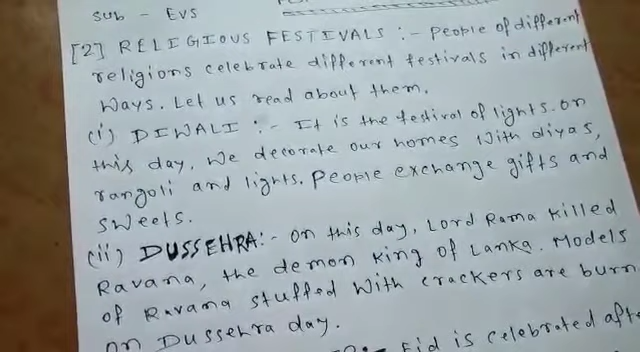 Sub - EVS
[2] RELIGIOUS FESTIVALS :- People of different
religions celebrate different festivals in different
ways. Let us read about them.
(i) DIWALI :- It is the festival of lights. on
this day, we decorate our homes with diyas,
rangoli and lights. People exchange gifts and
sweets.
(ii) DUSSEHRA:- on this day, Lord Rama killed
Ravana, the demon king of Lanka. Models
of Ravana stuffed with crackers are burn
on Dussehra day.
:- Eid is celebrated afte